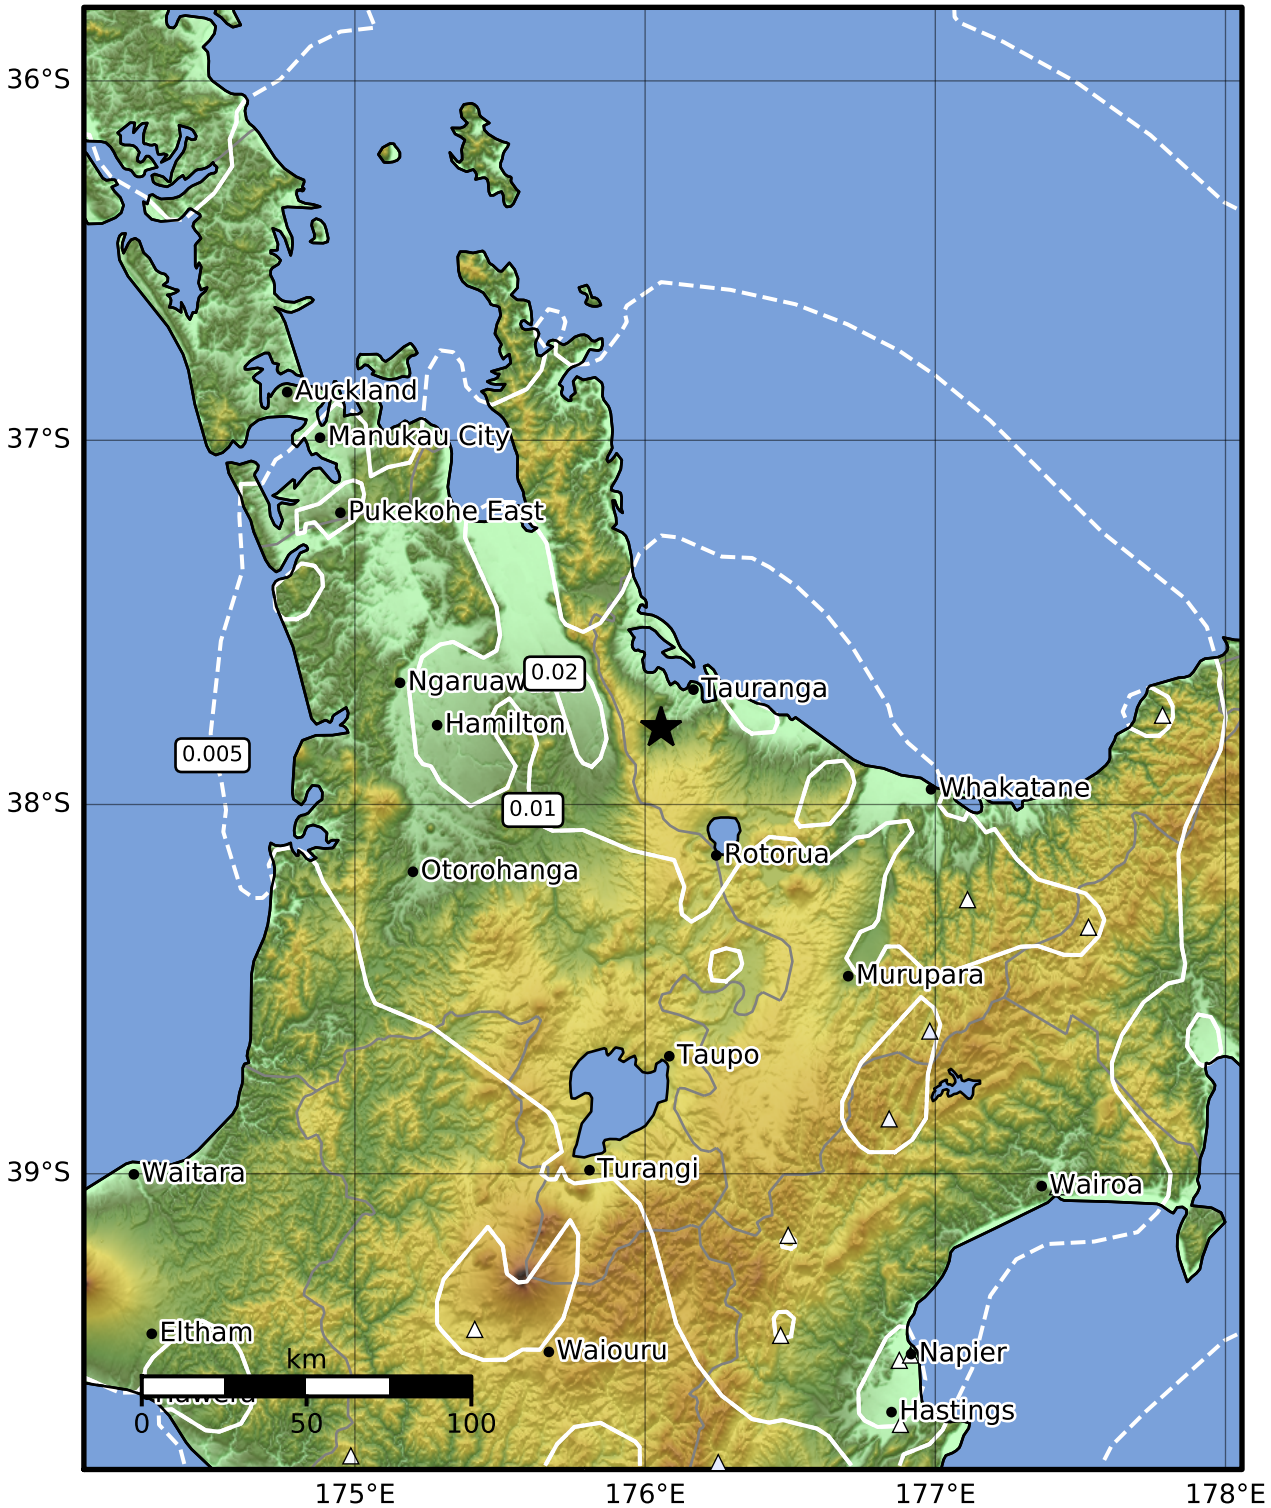 36°S
Auckland
37°S
Manukau City
Pukekohe East
0.02
Ngaruaw
Tauranga
Hamilton
0.005
Whakatane
38°S
0.01
Rotorua
Otorohanga
Murupara
Taupo
39°S
Waitara
Turangi
Wairoa
Eltham
Waiouru
Napier
km
Hawera
Hastings
0 50 100
175°E 176°E 177°E 178°E